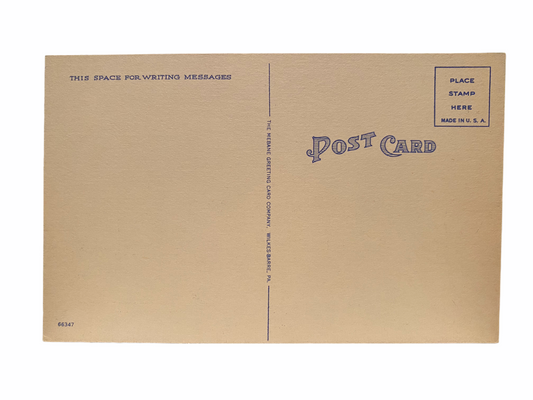 THIS SPACE FOR WRITING MESSAGES
PLACE
STAMP
HERE
MADE IN U. S. A.
POST CARD
THE MEBANE GREETING CARD COMPANY, WILKES-BARRE, PA.
66347